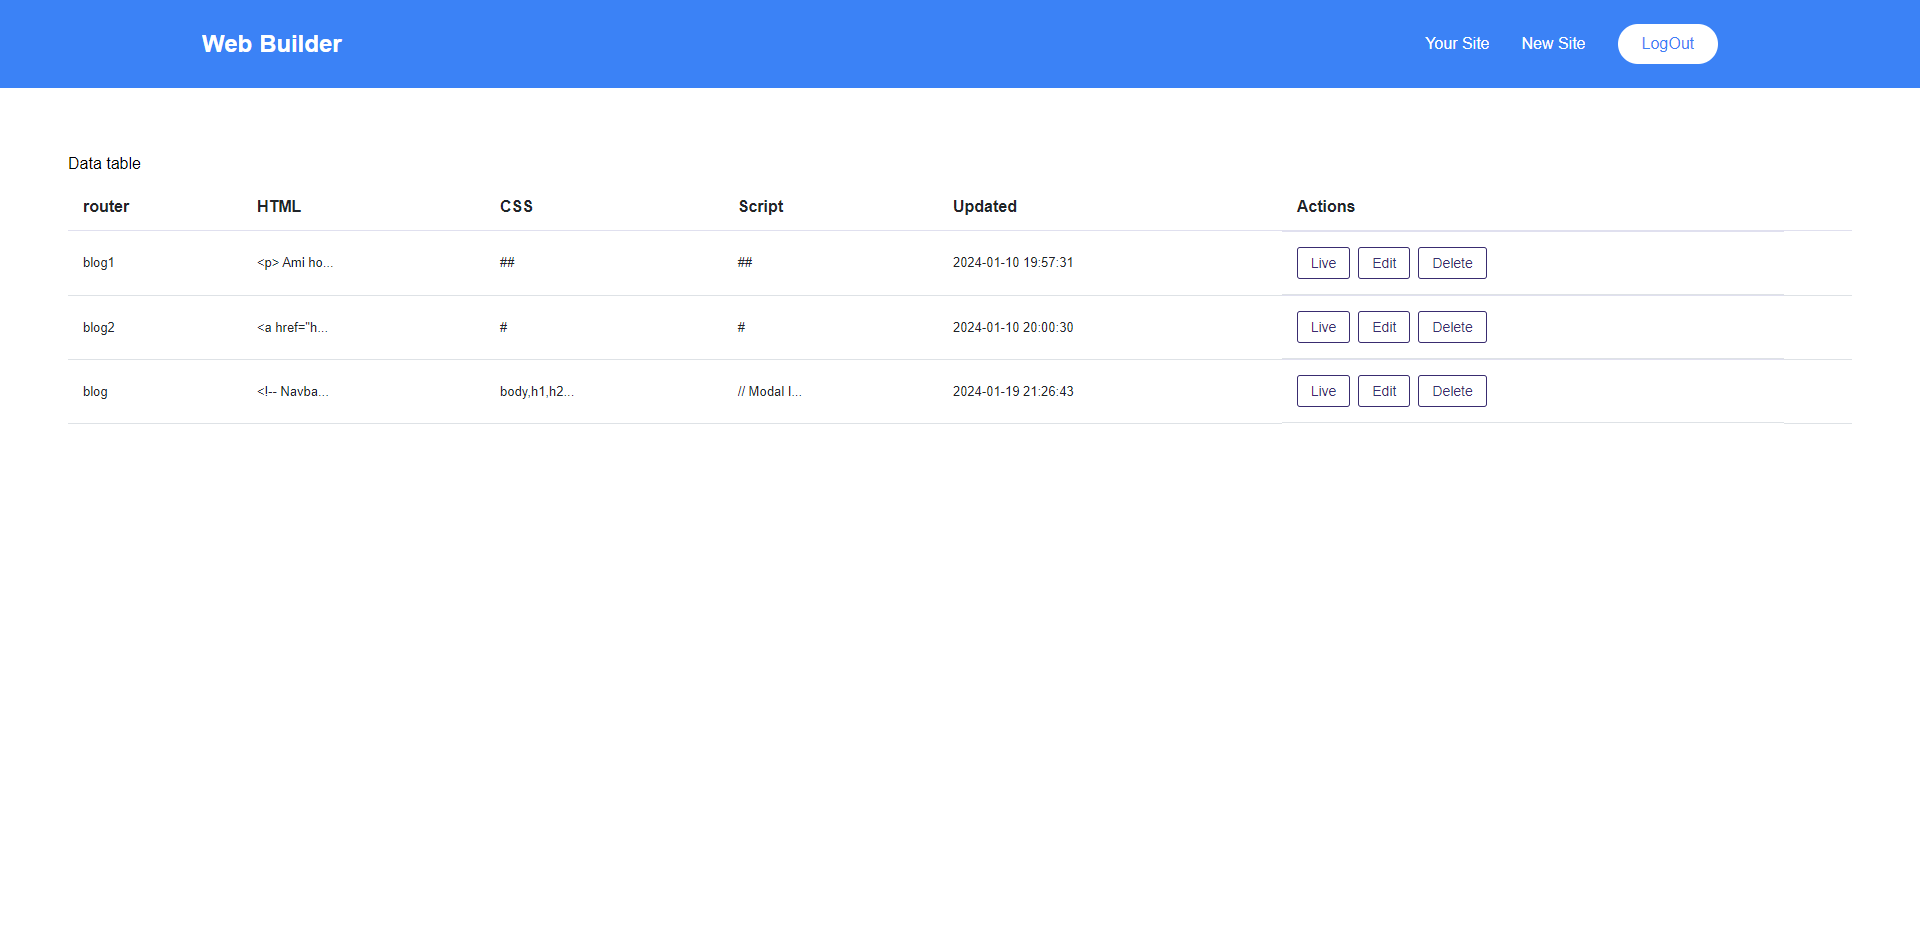 Web Builder Your Site New Site LogOut
Data table
router HTML CSS Script Updated Actions
blog1 <p> Ami ho... ## ## 2024-01-10 19:57:31 Live Edit Delete
blog2 <a href="h... # # 2024-01-10 20:00:30 Live Edit Delete
blog <!-- Navba... body,h1,h2... // Modal I... 2024-01-19 21:26:43 Live Edit Delete